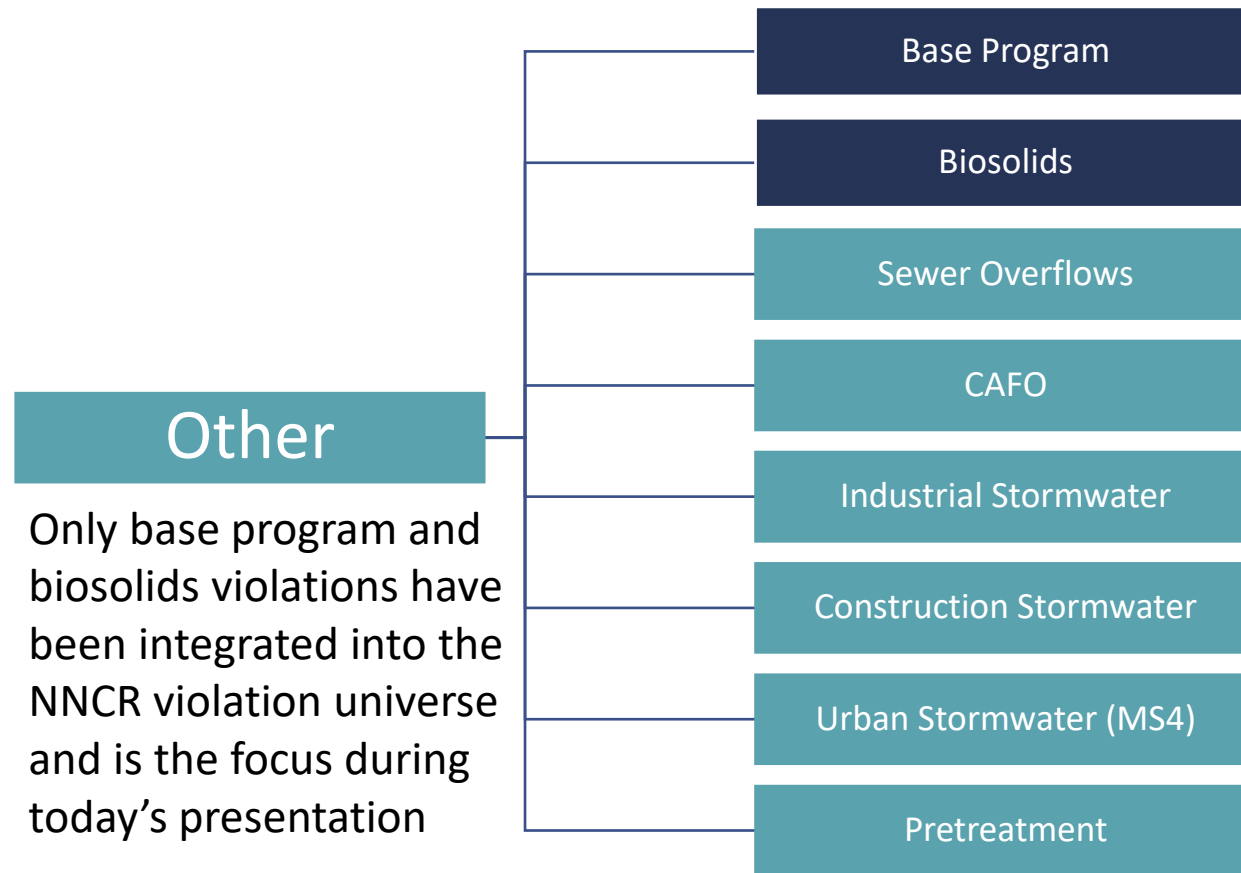 Base Program
Biosolids
Sewer Overflows
CAFO
Industrial Stormwater
Construction Stormwater
Urban Stormwater (MS4)
Pretreatment
Other
Only base program and
biosolids violations have
been integrated into the
NNCR violation universe
and is the focus during
today’s presentation